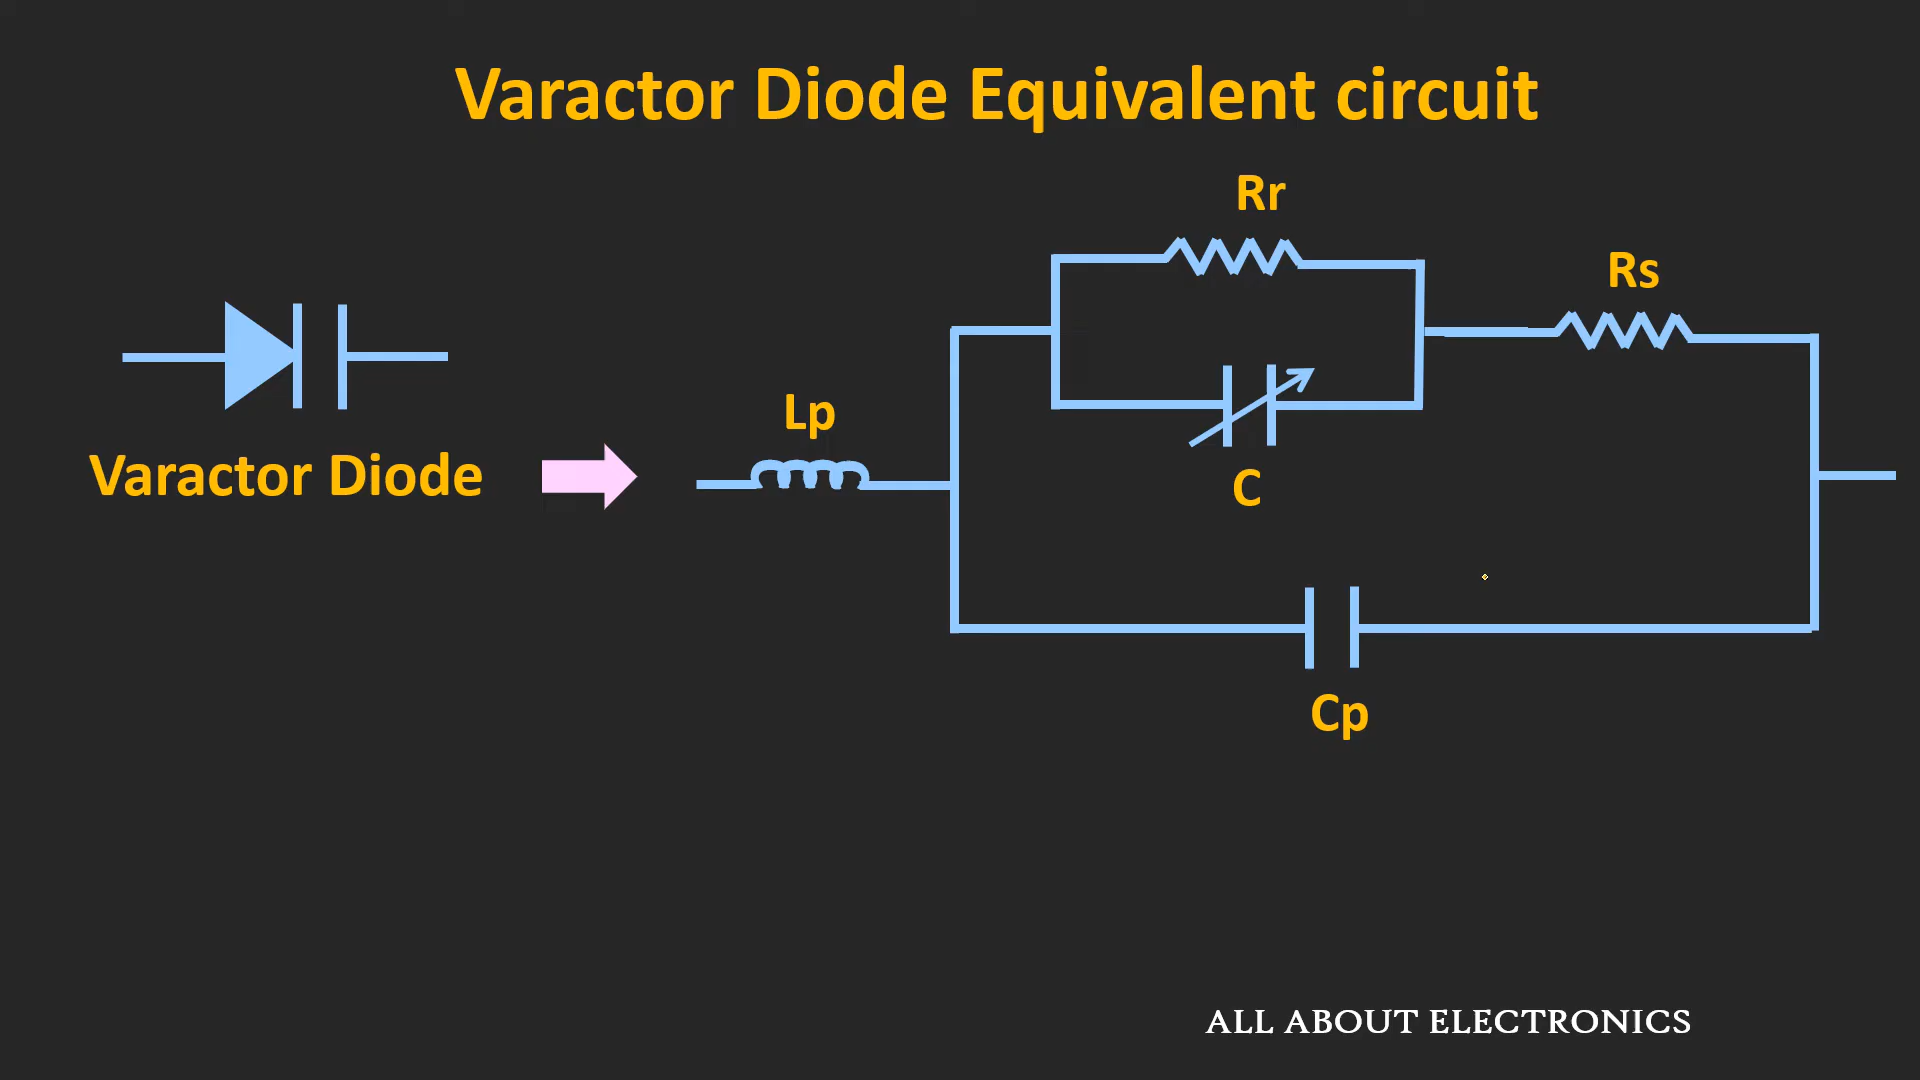 Varactor Diode Equivalent circuit
Rr
Rs
Lp
Varactor Diode
C
Cp
ALL ABOUT ELECTRONICS